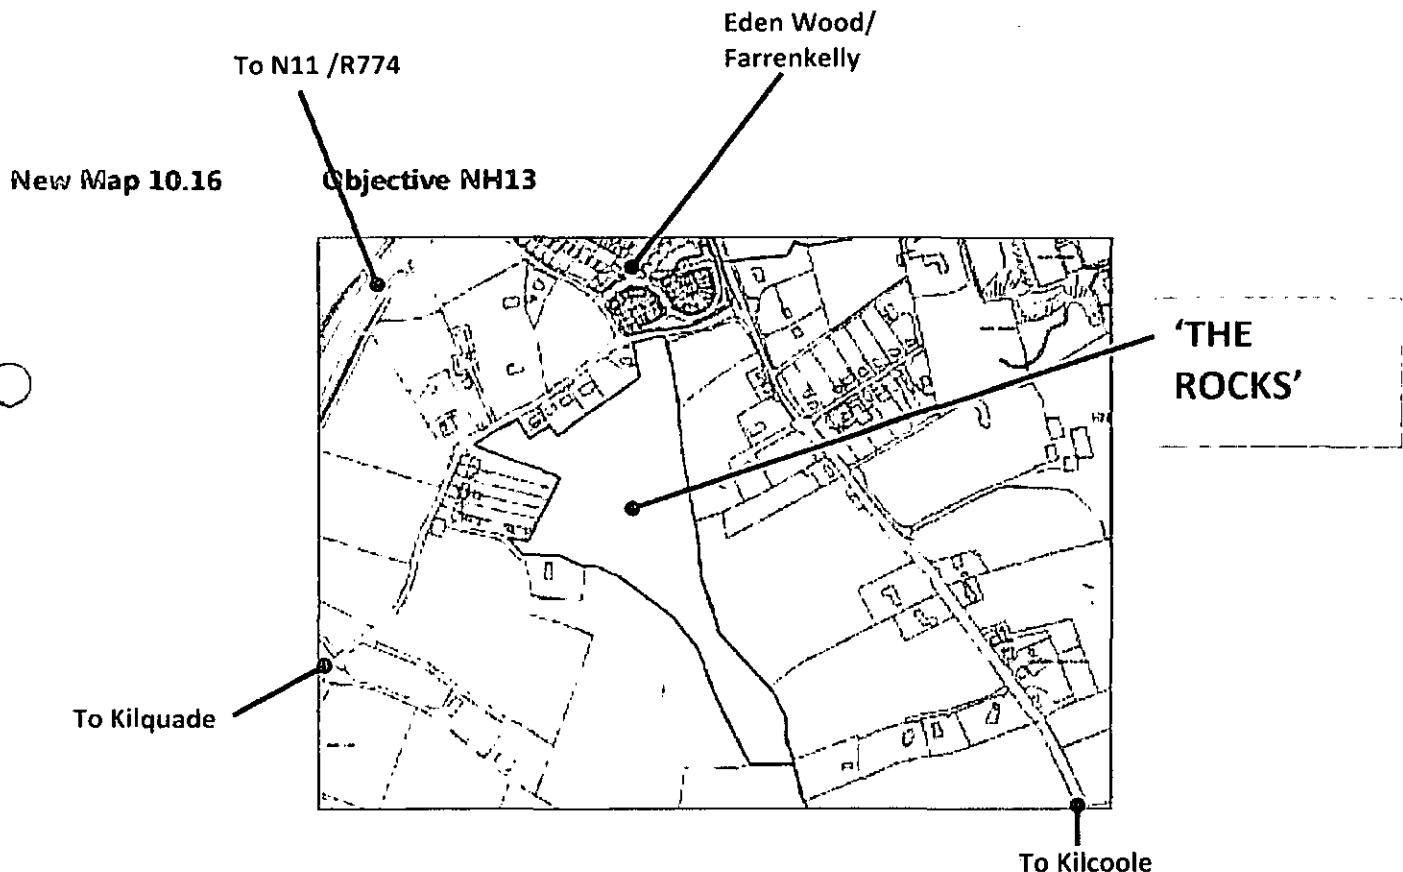 Eden Wood/
Farrenkelly
To N11 /R774
New Map 10.16 Objective NH13
‘THE
ROCKS’
To Kilquade
To Kilcoole